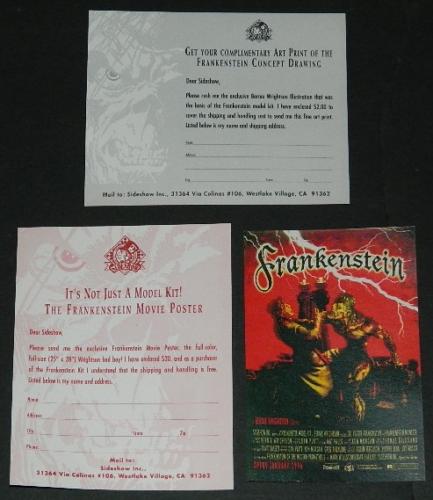 GET YOUR COMPLIMENTARY ART PRINT OF THE
FRANKENSTEIN CONCEPT DRAWING
Dear Sideshow,
Please rush me the exclusive Bernie Wrightson Illustration that was
the basis of the Frankenstein model kit. I have enclosed $2.00 to
cover the shipping and handling cost to send me this fine art print.
Listed below is my name and shipping address.
Name
Address
City State Zip
Mail to: Sideshow Inc., 31364 Via Colinas #106, Westlake Village, CA 91362
IT'S NOT JUST A MODEL KIT!
THE FRANKENSTEIN MOVIE POSTER
Dear Sideshow,
Please send me the exclusive Frankenstein Movie Poster, the full-color,
full-size (25" x 38") Wrightson bad boy! I have enclosed $20, and as a purchaser
of the Frankenstein Kit I understand that the shipping and handling is free.
Listed below is my name and address.
Name
Address
City State Zip
Phone
Mail to:
Sideshow Inc.,
31364 Via Colinas #106, Westlake Village, CA 91362
Frankenstein
OPENS JANUARY 1996